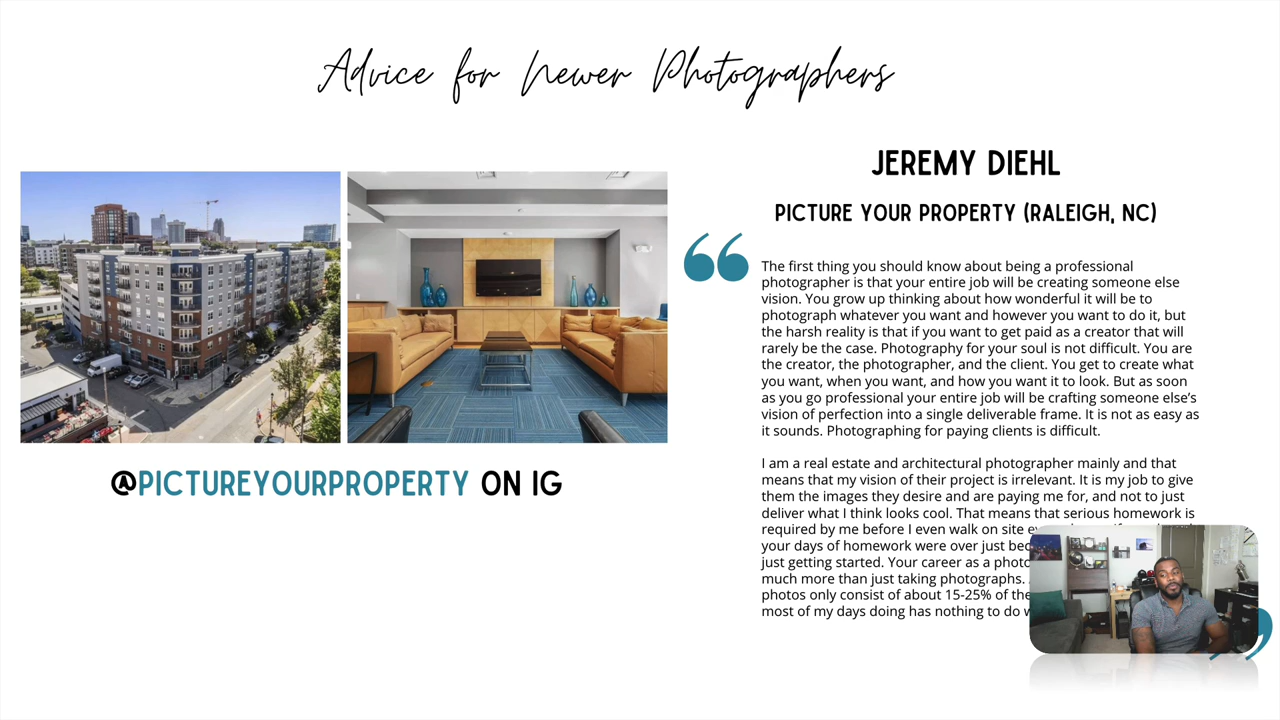 Advice for Newer Photographers
JEREMY DIEHL
PICTURE YOUR PROPERTY (RALEIGH, NC)
The first thing you should know about being a professional
photographer is that your entire job will be creating someone else
vision. You grow up thinking about how wonderful it will be to
photograph whatever you want and however you want to do it, but
the harsh reality is that if you want to get paid as a creator that will
rarely be the case. Photography for your soul is not difficult. You are
the creator, the photographer, and the client. You get to create what
you want, when you want, and how you want it to look. But as soon
as you go professional your entire job will be crafting someone else’s
vision of perfection into a single deliverable frame. It is not as easy as
it sounds. Photographing for paying clients is difficult.
I am a real estate and architectural photographer mainly and that
means that my vision of their project is irrelevant. It is my job to give
them the images they desire and are paying me for, and not to just
deliver what I think looks cool. That means that serious homework is
required by me before I even walk on site
your days of homework were over just
just getting started. Your career as a
much more than just taking photographs.
photos only consist of about 15-25% of the
most of my days doing has nothing to do
@PICTUREYOURPROPERTY ON IG